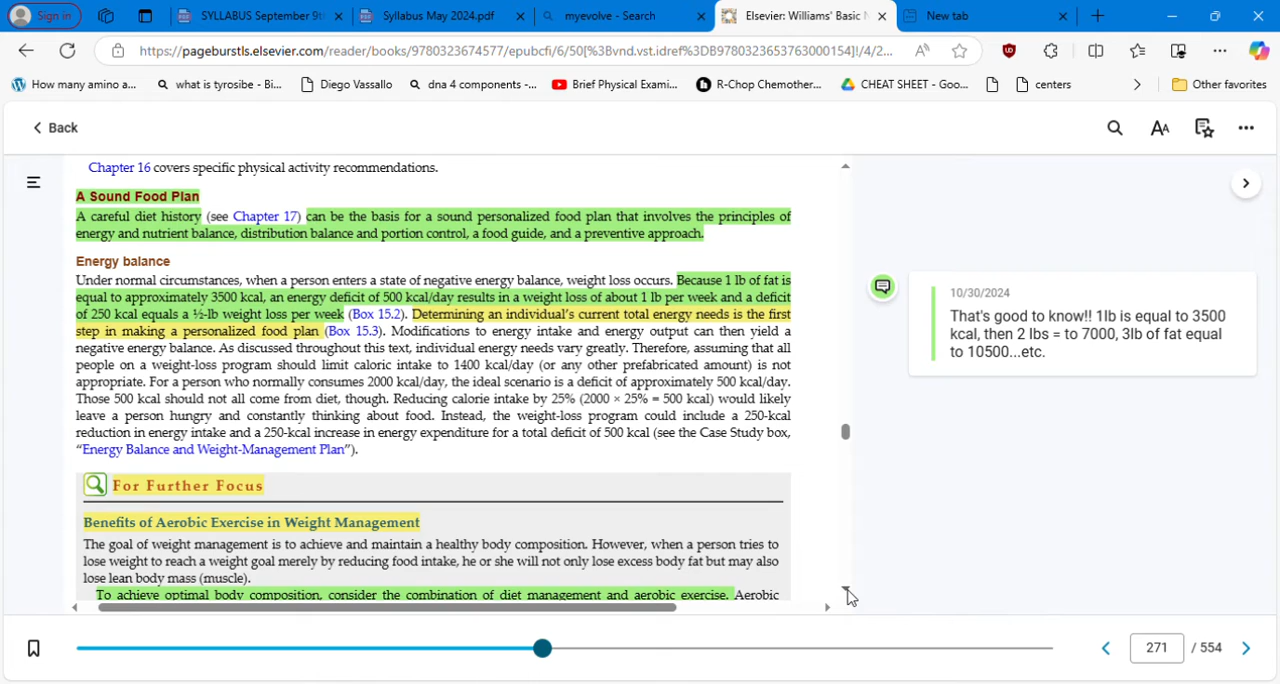 Sign in
SYLLABUS September 9t
Syllabus May 2024.pdf
myevolve - Search
Elsevier: Williams' Basic N
New tab
https://pageburstls.elsevier.com/reader/books/9780323674577/epubcfi/6/50[%3Bvnd.vst.idref%3DB9780323653763000154]!/4/2...
How many amino a...
what is tyrosibe - Bi...
Diego Vassallo
dna 4 components -...
Brief Physical Exami...
R-Chop Chemother...
CHEAT SHEET - Goo...
centers
Other favorites
Back
Chapter 16 covers specific physical activity recommendations.
A Sound Food Plan
A careful diet history (see Chapter 17) can be the basis for a sound personalized food plan that involves the principles of
energy and nutrient balance, distribution balance and portion control, a food guide, and a preventive approach.
Energy balance
Under normal circumstances, when a person enters a state of negative energy balance, weight loss occurs. Because 1 lb of fat is
equal to approximately 3500 kcal, an energy deficit of 500 kcal/day results in a weight loss of about 1 lb per week and a deficit
of 250 kcal equals a ½-lb weight loss per week (Box 15.2). Determining an individual's current total energy needs is the first
step in making a personalized food plan (Box 15.3). Modifications to energy intake and energy output can then yield a
negative energy balance. As discussed throughout this text, individual energy needs vary greatly. Therefore, assuming that all
people on a weight-loss program should limit caloric intake to 1400 kcal/day (or any other prefabricated amount) is not
appropriate. For a person who normally consumes 2000 kcal/day, the ideal scenario is a deficit of approximately 500 kcal/day.
Those 500 kcal should not all come from diet, though. Reducing calorie intake by 25% (2000 × 25% = 500 kcal) would likely
leave a person hungry and constantly thinking about food. Instead, the weight-loss program could include a 250-kcal
reduction in energy intake and a 250-kcal increase in energy expenditure for a total deficit of 500 kcal (see the Case Study box,
“Energy Balance and Weight-Management Plan”).
For Further Focus
Benefits of Aerobic Exercise in Weight Management
The goal of weight management is to achieve and maintain a healthy body composition. However, when a person tries to
lose weight to reach a weight goal merely by reducing food intake, he or she will not only lose excess body fat but may also
lose lean body mass (muscle).
To achieve optimal body composition, consider the combination of diet management and aerobic exercise. Aerobic
10/30/2024
That's good to know!! 1lb is equal to 3500
kcal, then 2 lbs = to 7000, 3lb of fat equal
to 10500...etc.
271 / 554